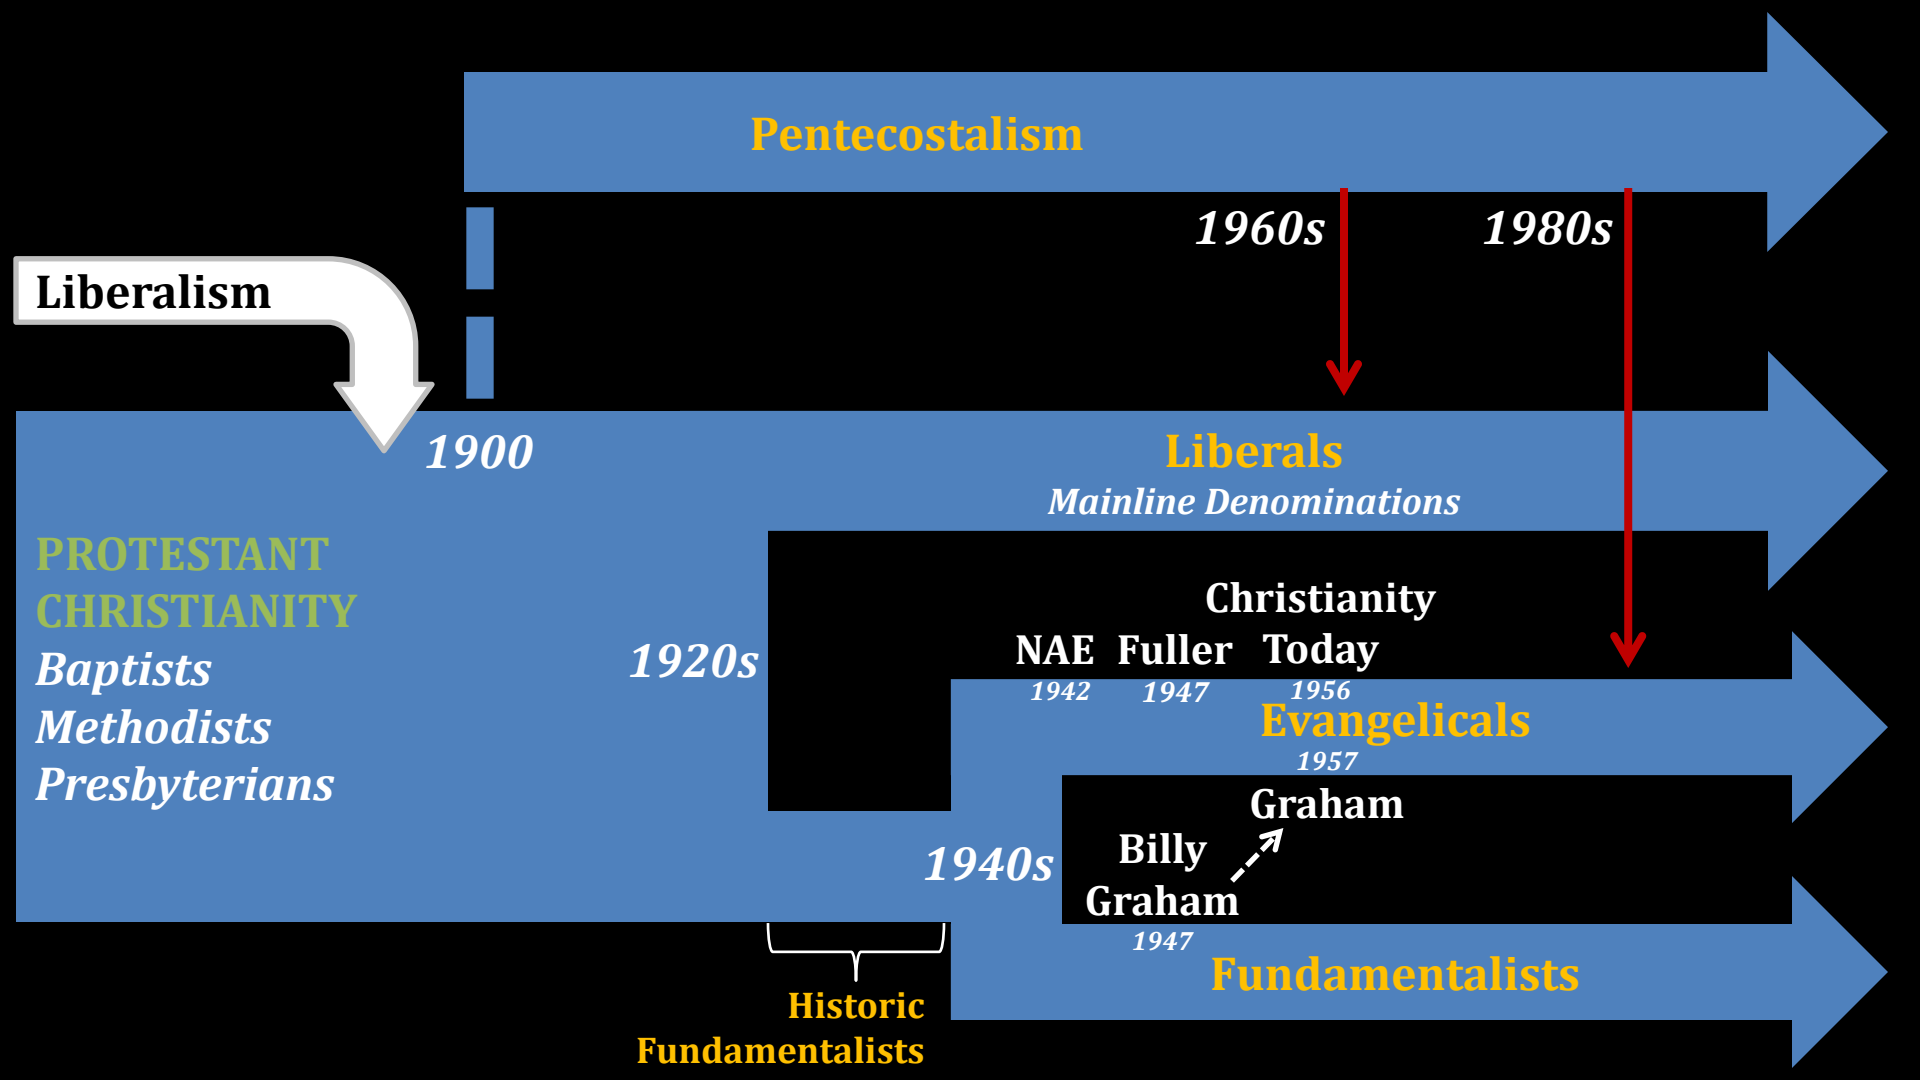 Pentecostalism
1960s
1980s
Liberalism
1900
Liberals
Mainline Denominations
PROTESTANT
CHRISTIANITY
Baptists
Methodists
Presbyterians
1920s
Christianity
NAE Fuller Today
1942 1947 1956
Evangelicals
1957
Graham
Billy
Graham
1947
1940s
Fundamentalists
Historic
Fundamentalists